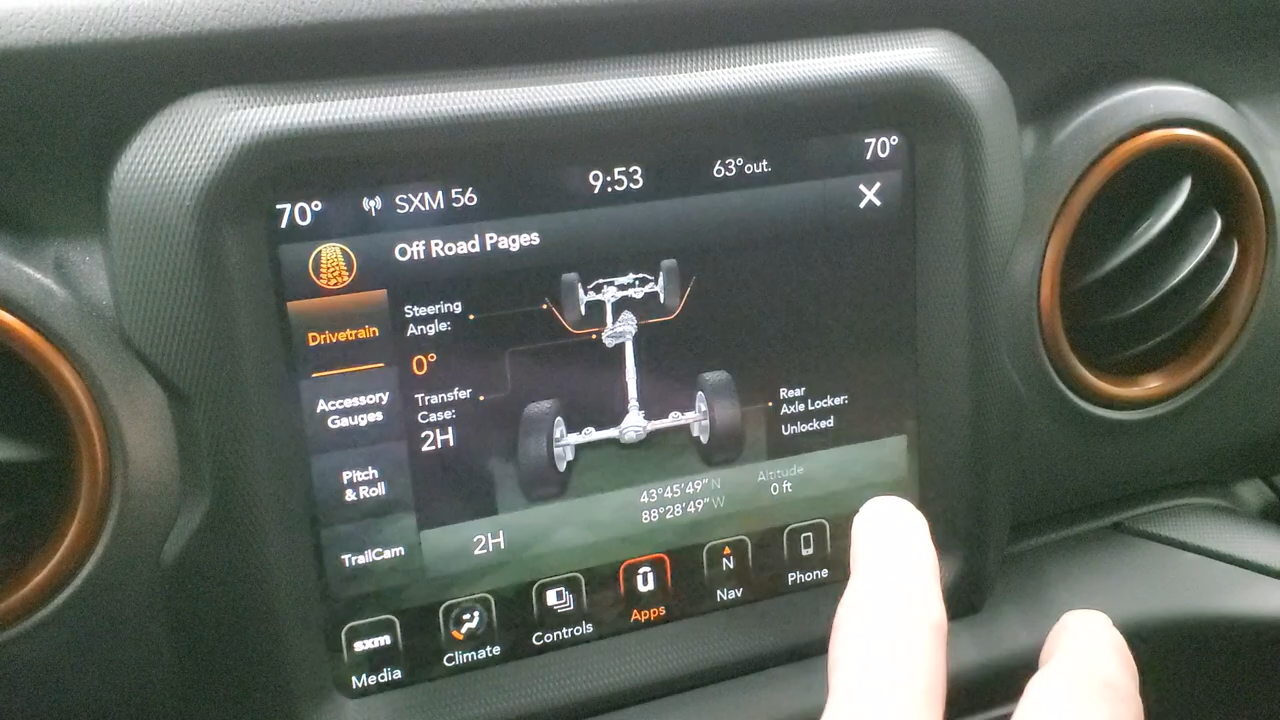 70°
SXM 56
9:53
63°out.
70°
Off Road Pages
Drivetrain
Accessory
Gauges
Pitch
& Roll
TrailCam
Steering
Angle:
0°
Transfer
Case:
2H
Rear
Axle Locker:
Unlocked
43°45'49" N
88°28'49" W
Altitude
0 ft
2H
sxm
Media
Climate
Controls
ū
Apps
N
Nav
Phone